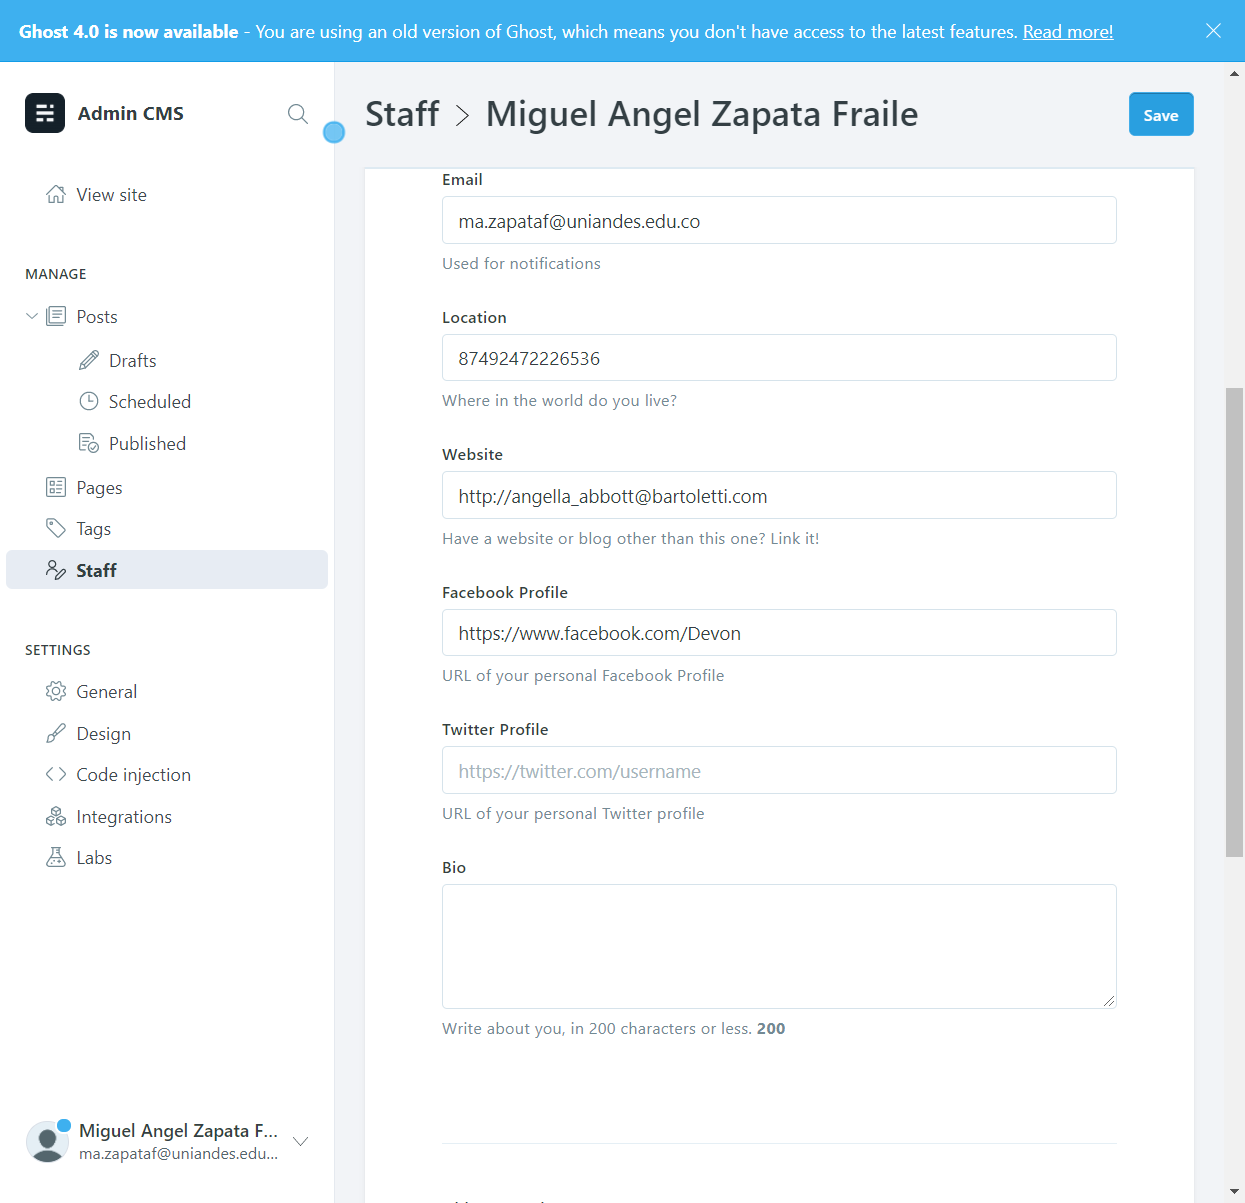 Ghost 4.0 is now available - You are using an old version of Ghost, which means you don't have access to the latest features. Read more!
Admin CMS
View site
MANAGE
Posts
Drafts
Scheduled
Published
Pages
Tags
Staff
SETTINGS
General
Design
Code injection
Integrations
Labs
Miguel Angel Zapata F...
ma.zapataf@uniandes.edu...
Staff > Miguel Angel Zapata Fraile
Save
Email
ma.zapataf@uniandes.edu.co
Used for notifications
Location
87492472226536
Where in the world do you live?
Website
http://angella_abbott@bartoletti.com
Have a website or blog other than this one? Link it!
Facebook Profile
https://www.facebook.com/Devon
URL of your personal Facebook Profile
Twitter Profile
https://twitter.com/username
URL of your personal Twitter profile
Bio
Write about you, in 200 characters or less. 200